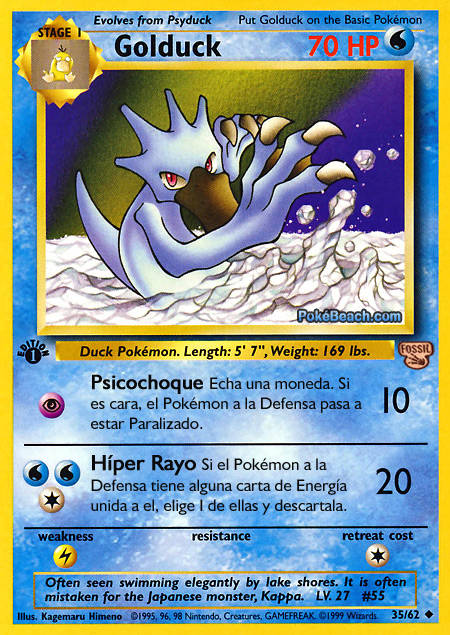 Evolves from Psyduck
Put Golduck on the Basic Pokémon
STAGE 1
Golduck
70 HP
PokéBeach.com
EDITION
1
Duck Pokémon. Length: 5' 7", Weight: 169 lbs.
FOSSIL
Psicochoque Echa una moneda. Si
es cara, el Pokémon a la Defensa pasa a
estar Paralizado.
10
Híper Rayo Si el Pokémon a la
Defensa tiene alguna carta de Energía
unida a el, elige 1 de ellas y descartala.
20
weakness
resistance
retreat cost
Often seen swimming elegantly by lake shores. It is often
mistaken for the Japanese monster, Kappa. LV. 27 #55
Illus. Kagemaru Himeno ©1995, 96, 98 Nintendo, Creatures, GAMEFREAK. ©1999 Wizards. 35/62